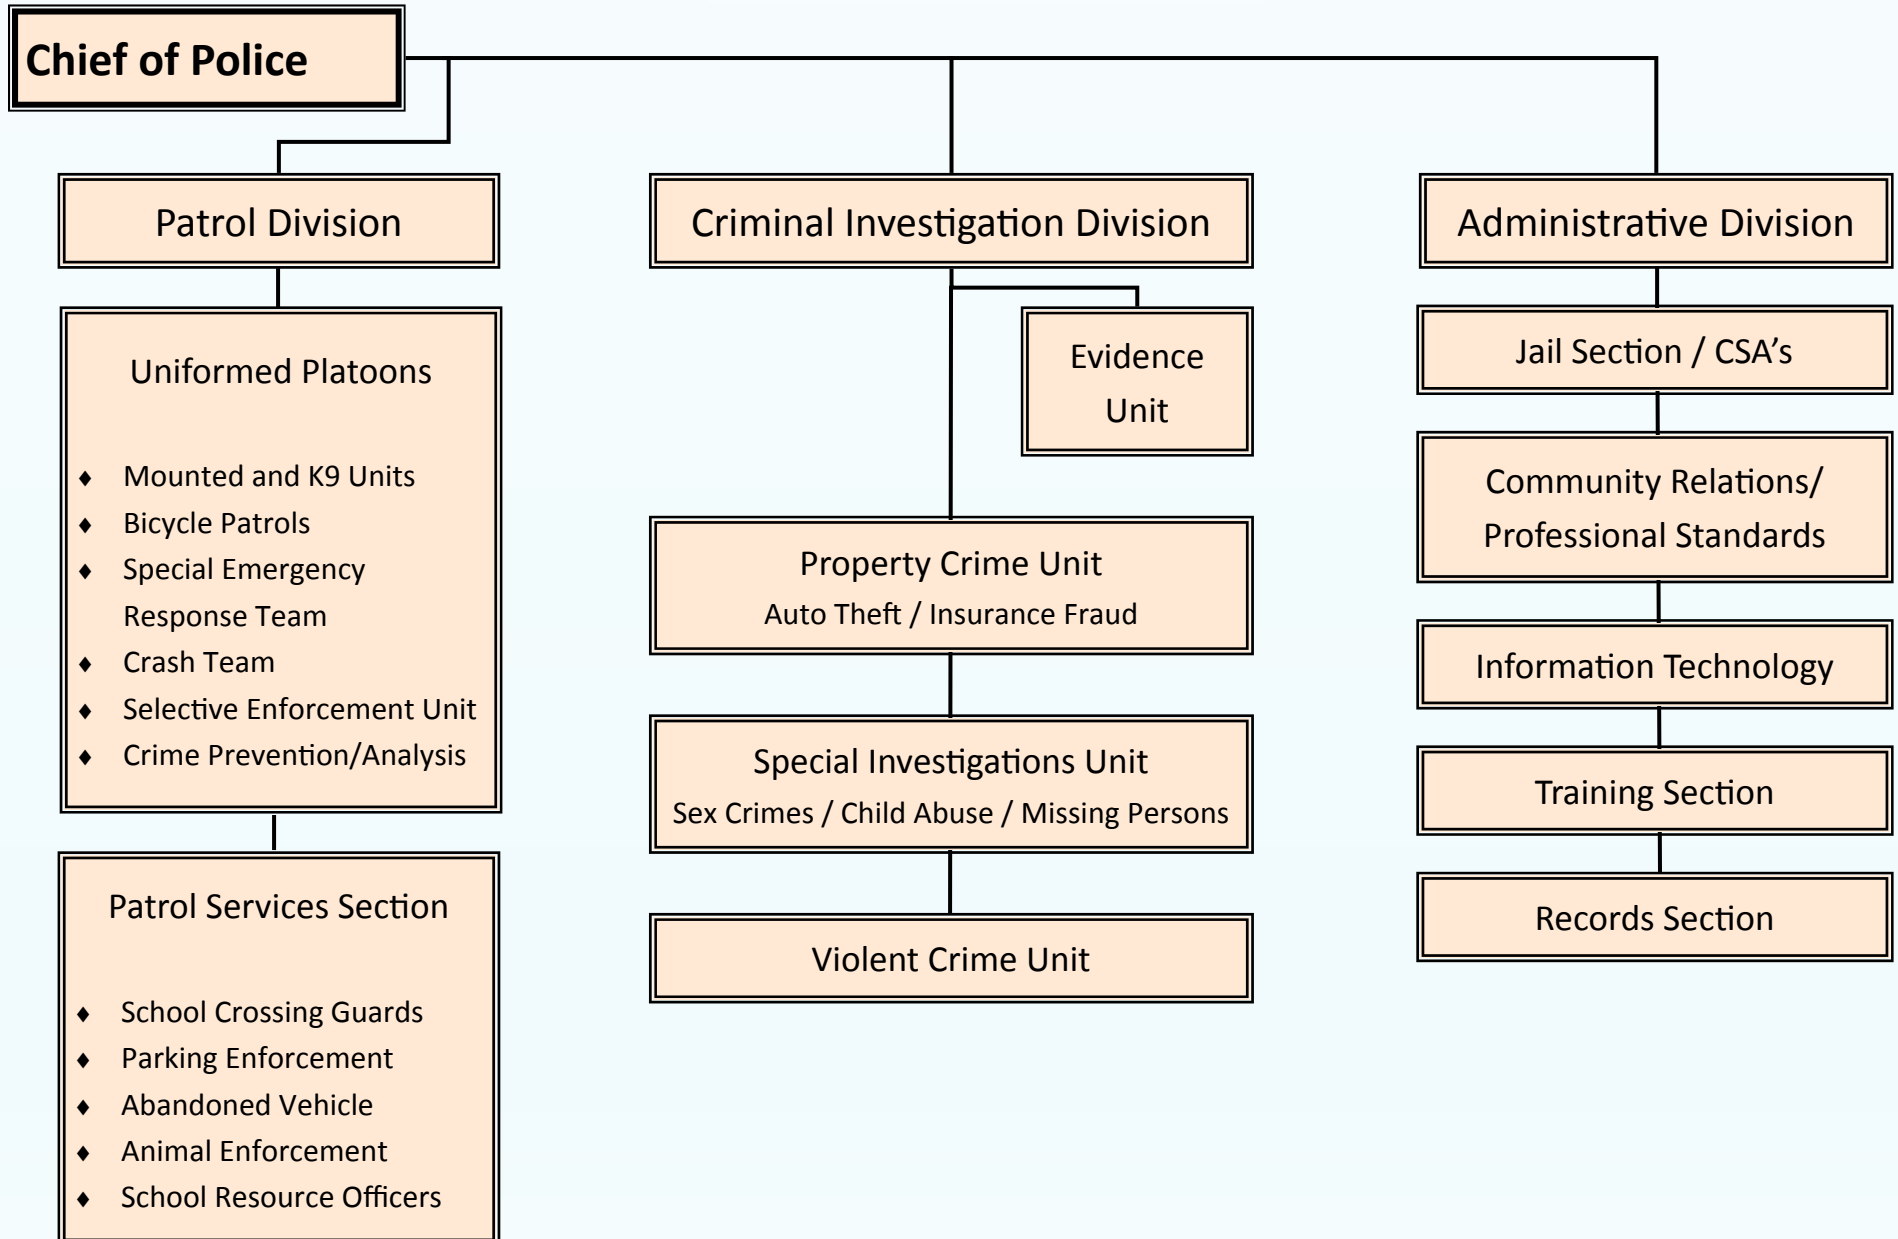 Chief of Police
Patrol Division
Uniformed Platoons
♦ Mounted and K9 Units
♦ Bicycle Patrols
♦ Special Emergency
Response Team
♦ Crash Team
♦ Selective Enforcement Unit
♦ Crime Prevention/Analysis
Patrol Services Section
♦ School Crossing Guards
♦ Parking Enforcement
♦ Abandoned Vehicle
♦ Animal Enforcement
♦ School Resource Officers
Criminal Investigation Division
Evidence
Unit
Property Crime Unit
Auto Theft / Insurance Fraud
Special Investigations Unit
Sex Crimes / Child Abuse / Missing Persons
Violent Crime Unit
Administrative Division
Jail Section / CSA’s
Community Relations/
Professional Standards
Information Technology
Training Section
Records Section